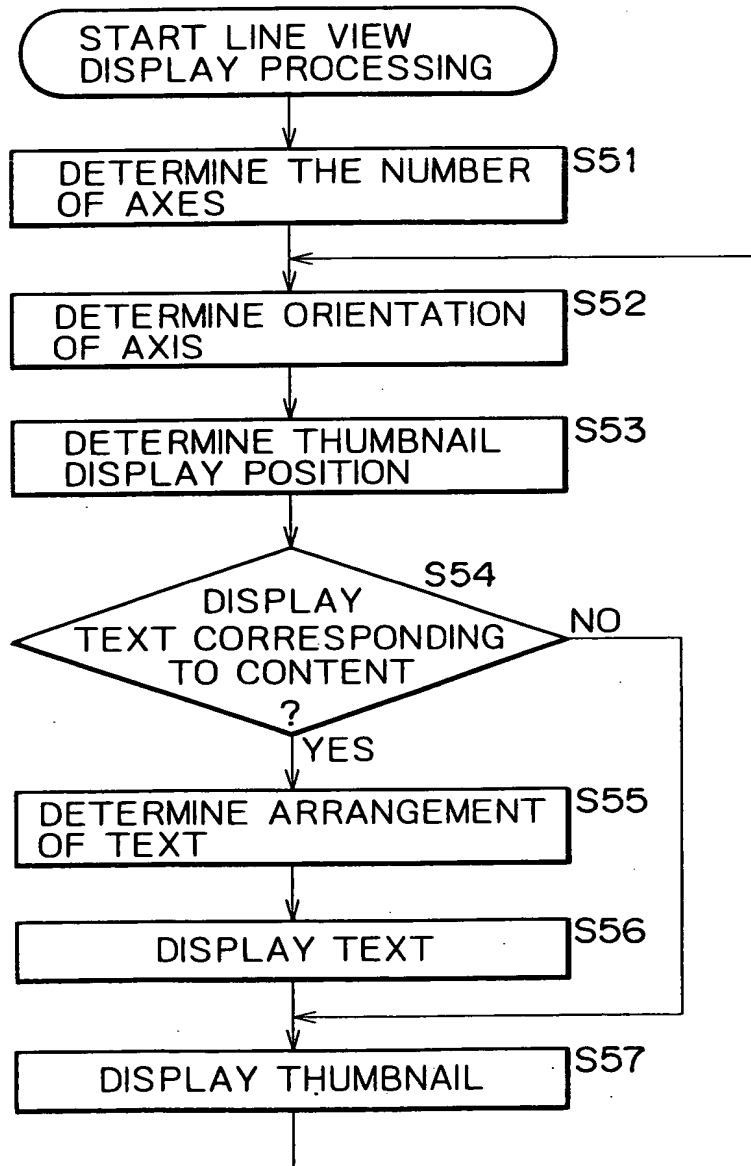 START LINE VIEW
DISPLAY PROCESSING
S51
DETERMINE THE NUMBER
OF AXES
S52
DETERMINE ORIENTATION
OF AXIS
S53
DETERMINE THUMBNAIL
DISPLAY POSITION
S54
DISPLAY
TEXT CORRESPONDING
TO CONTENT
?
NO
YES
S55
DETERMINE ARRANGEMENT
OF TEXT
S56
DISPLAY TEXT
S57
DISPLAY THUMBNAIL